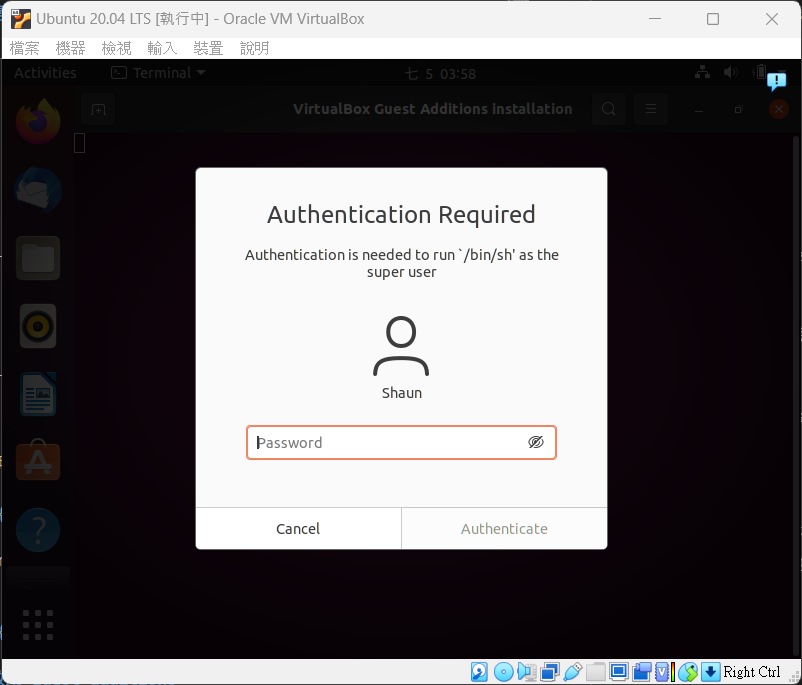 Ubuntu 20.04 LTS [執行中] - Oracle VM VirtualBox
檔案 機器 檢視 輸入 裝置 說明
Activities Terminal 七 5 03:58
VirtualBox Guest Additions installation
Authentication Required
Authentication is needed to run `/bin/sh' as the
super user
Shaun
Password
Cancel Authenticate
Right Ctrl